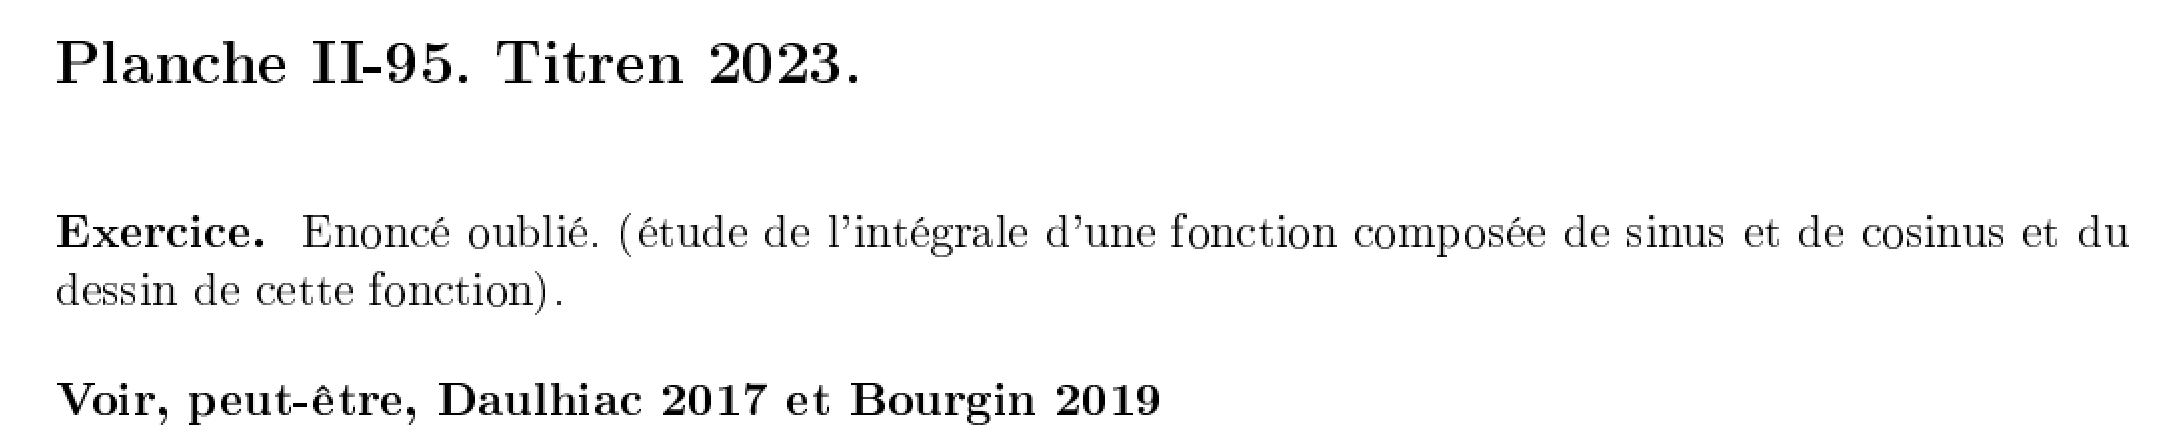 Planche II-95. Titren 2023.
Exercice. Enoncé oublié. (étude de l'intégrale d'une fonction composée de sinus et de cosinus et du
dessin de cette fonction).
Voir, peut-être, Daulhiac 2017 et Bourgin 2019